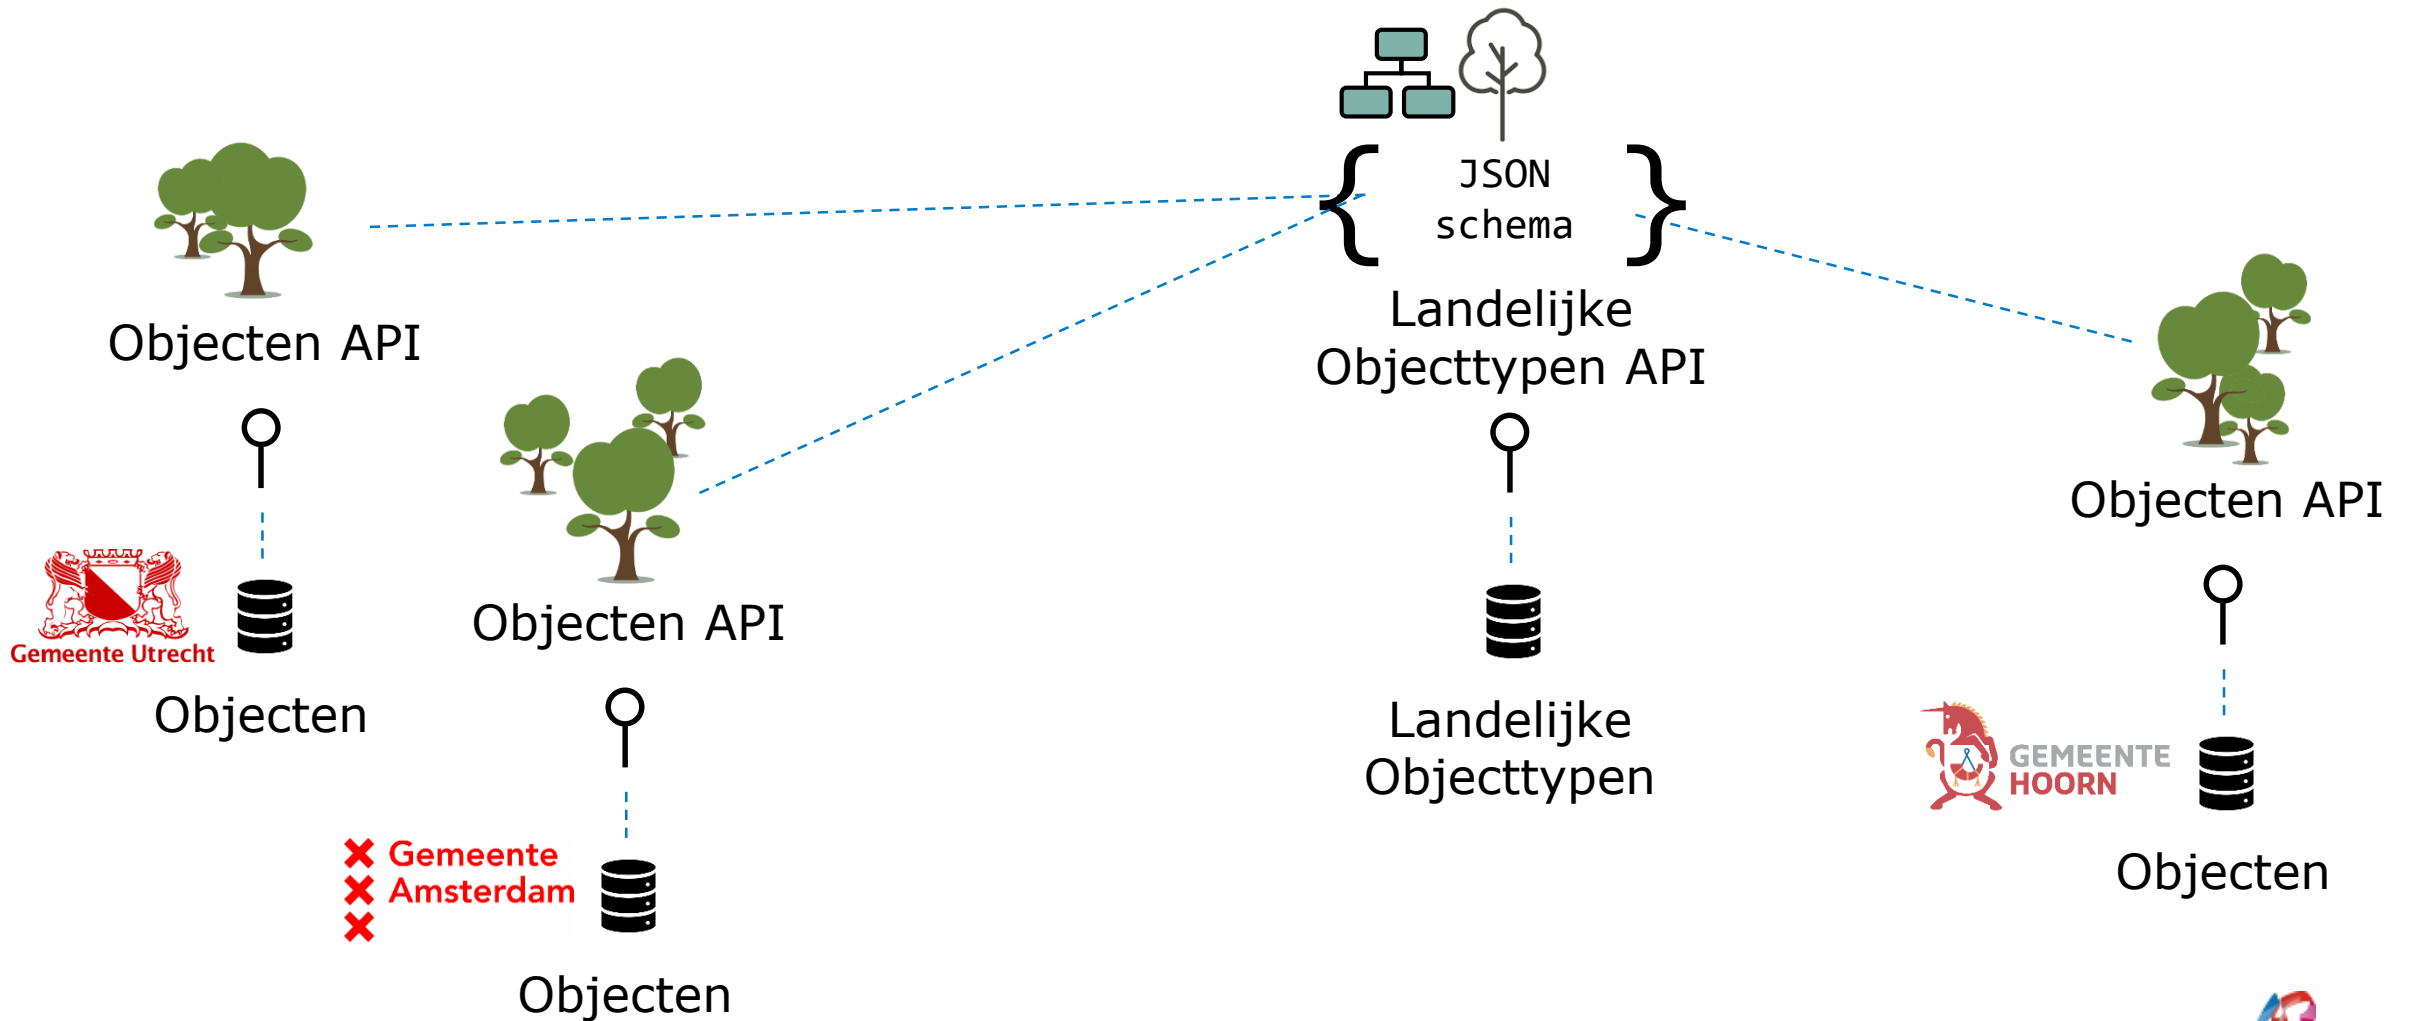 { JSON
schema }
Landelijke
Objecttypen API
Objecten API
Objecten API
Objecten API
Gemeente Utrecht
Objecten
Landelijke
Objecttypen
GEMEENTE
HOORN
Gemeente
Amsterdam
Objecten
Objecten